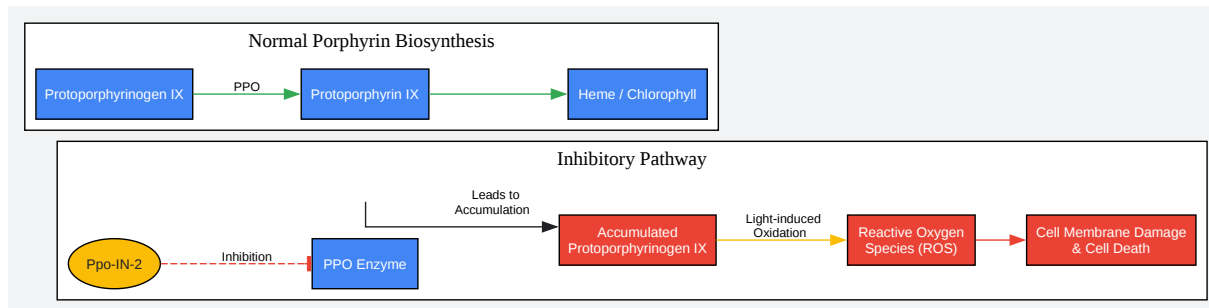 Normal Porphyrin Biosynthesis
Protoporphyrinogen IX
PPO
Protoporphyrin IX
Heme / Chlorophyll
Inhibitory Pathway
Ppo-IN-2
Inhibition
PPO Enzyme
Leads to
Accumulation
Accumulated
Protoporphyrinogen IX
Light-induced
Oxidation
Reactive Oxygen
Species (ROS)
Cell Membrane Damage
& Cell Death